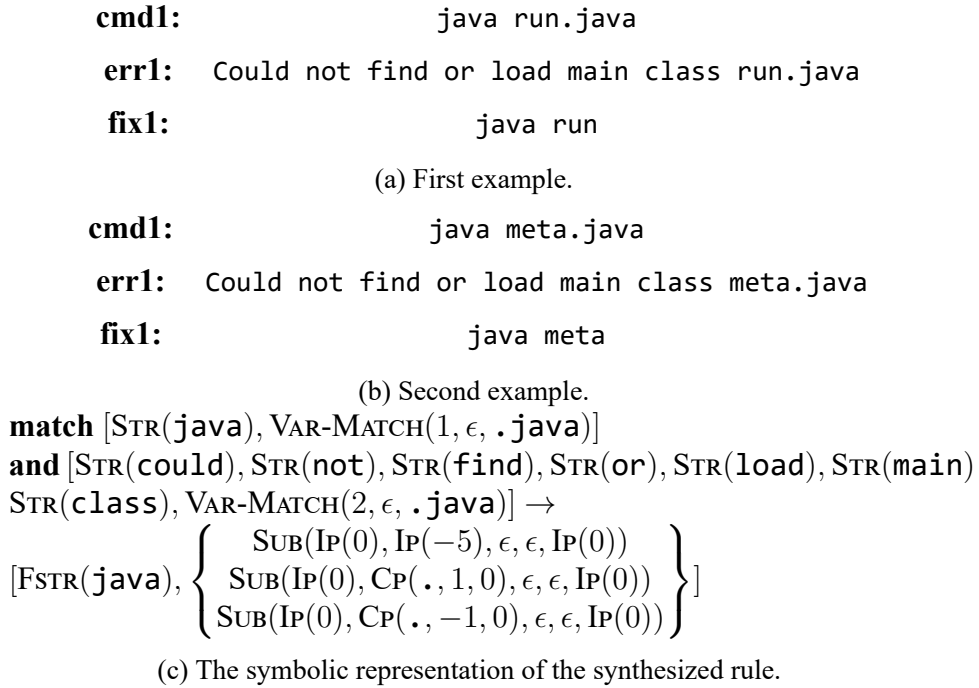 cmd1: java run.java
err1: Could not find or load main class run.java
fix1: java run
(a) First example.
cmd1: java meta.java
err1: Could not find or load main class meta.java
fix1: java meta
(b) Second example.
match [STR(java), VAR-MATCH(1, ϵ, .java)]
and [STR(could), STR(not), STR(find), STR(or), STR(load), STR(main)
STR(class), VAR-MATCH(2, ϵ, .java)] →
[FSTR(java), { SUB(IP(0), IP(−5), ϵ, ϵ, IP(0))
SUB(IP(0), CP(., 1, 0), ϵ, ϵ, IP(0))
SUB(IP(0), CP(., −1, 0), ϵ, ϵ, IP(0)) }]
(c) The symbolic representation of the synthesized rule.